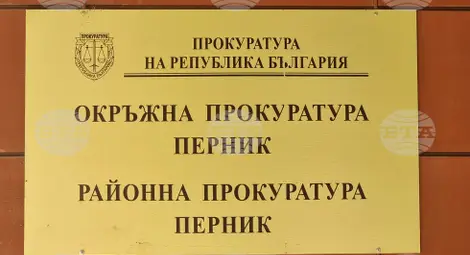 ПРОКУРАТУРА
НА РЕПУБЛИКА БЪЛГАРИЯ
ОКРЪЖНА ПРОКУРАТУРА
ПЕРНИК
РАЙОННА ПРОКУРАТУРА
ПЕРНИК